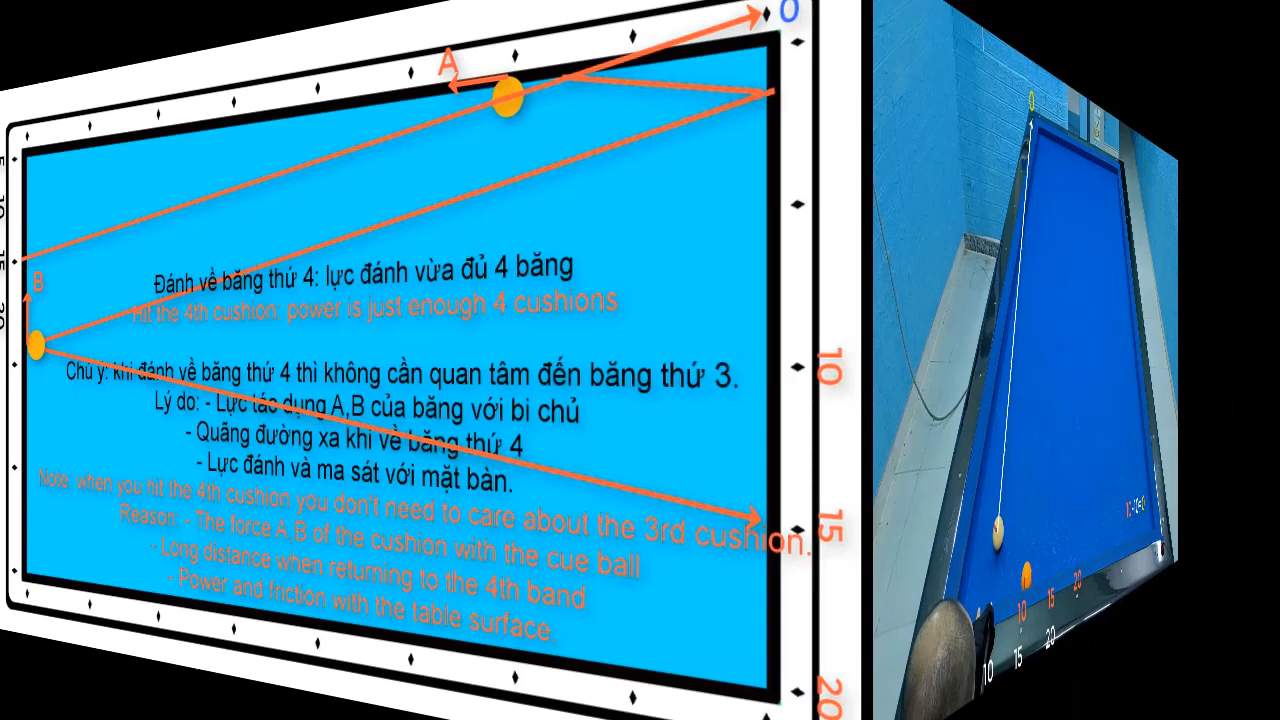 0
A
5
10
15
20
B
Đánh về băng thứ 4: lực đánh vừa đủ 4 băng
Hit the 4th cushion: power is just enough 4 cushions
Chú ý: khi đánh về băng thứ 4 thì không cần quan tâm đến băng thứ 3.
Lý do: - Lực tác dụng A,B của băng với bi chủ
- Quãng đường xa khi về băng thứ 4
- Lực đánh và ma sát với mặt bàn.
Note: when you hit the 4th cushion you don't need to care about the 3rd cushion.
Reason: - The force A,B of the cushion with the cue ball
- Long distance when returning to the 4th band
- Power and friction with the table surface.
10
15
20
0
10 15 20
10 15 20